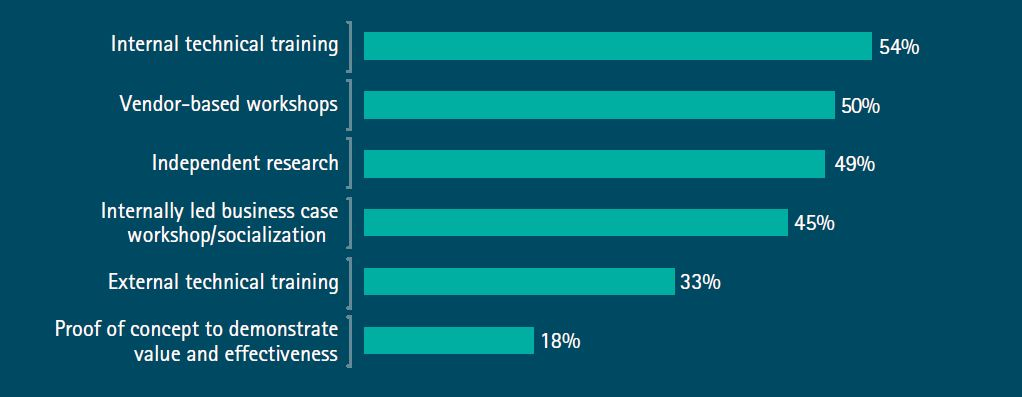 Internal technical training
54%
Vendor-based workshops
50%
Independent research
49%
Internally led business case
workshop/socialization
45%
External technical training
33%
Proof of concept to demonstrate
value and effectiveness
18%